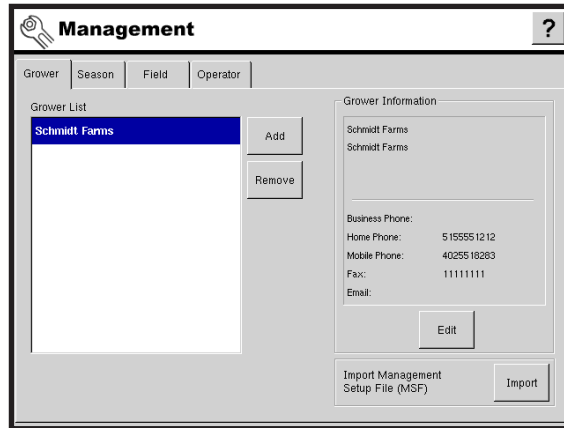 Management
?
Grower
Season
Field
Operator
Grower List
Schmidt Farms
Add
Remove
Grower Information
Schmidt Farms
Schmidt Farms
Business Phone:
Home Phone: 5155551212
Mobile Phone: 4025518283
Fax: 11111111
Email:
Edit
Import Management
Setup File (MSF)
Import